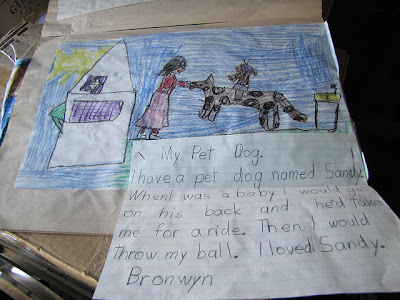 My Pet Dog.
I have a pet dog named Sandy.
When I was a baby I would get
on his back and he'd take
me for a ride. Then I would
throw my ball. I loved Sandy.
Bronwyn